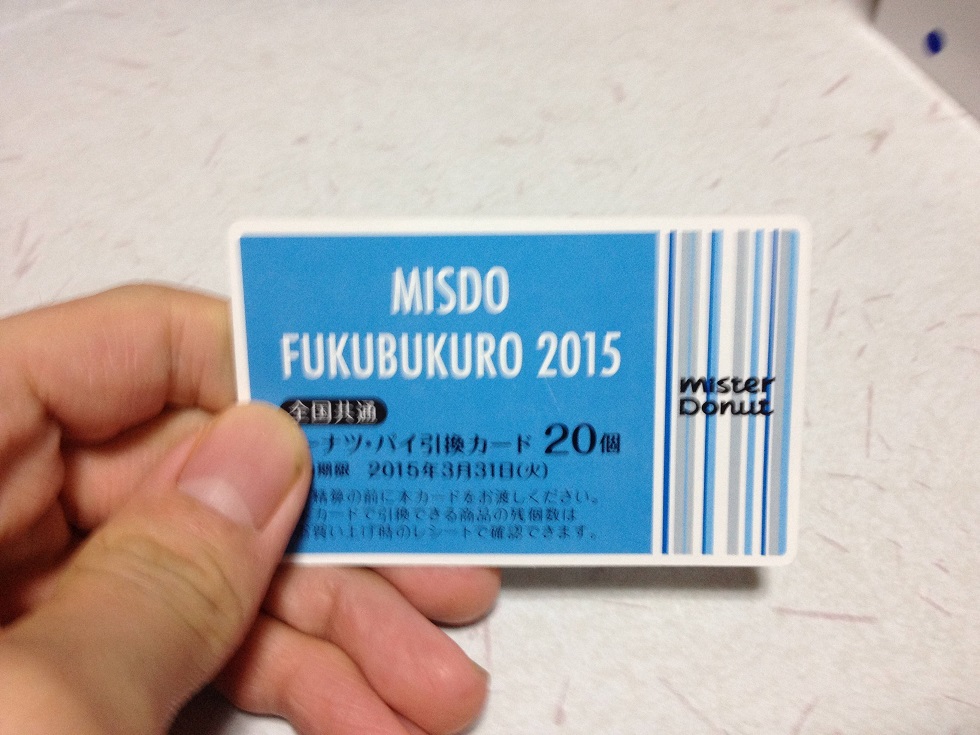 MISDO
FUKUBUKURO 2015
全国共通
ーナツ・パイ引換カード 20個
期限 2015年3月31日(火)
結算の前に本カードをお渡しください。
カードで引換できる商品の残個数は
買い上げ時のレシートで確認できます。
mister
Donut